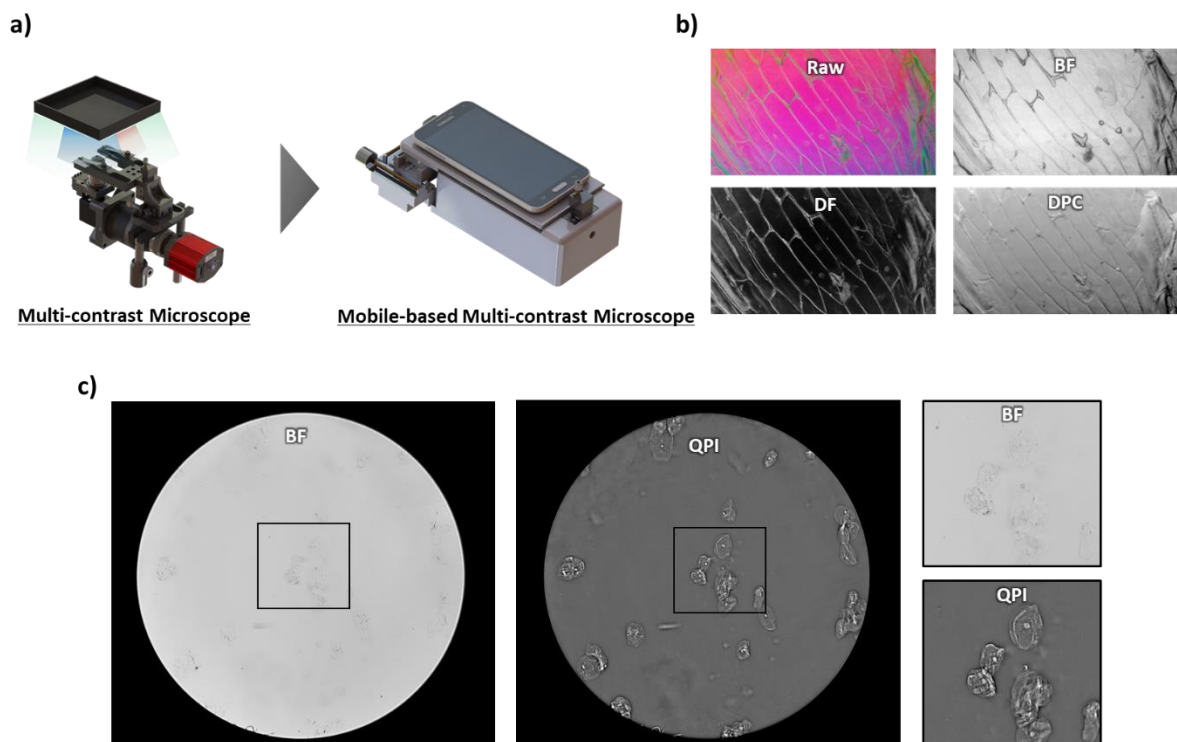 a)
b)
Raw
BF
DF
DPC
Multi-contrast Microscope
Mobile-based Multi-contrast Microscope
c)
BF
QPI
BF
QPI